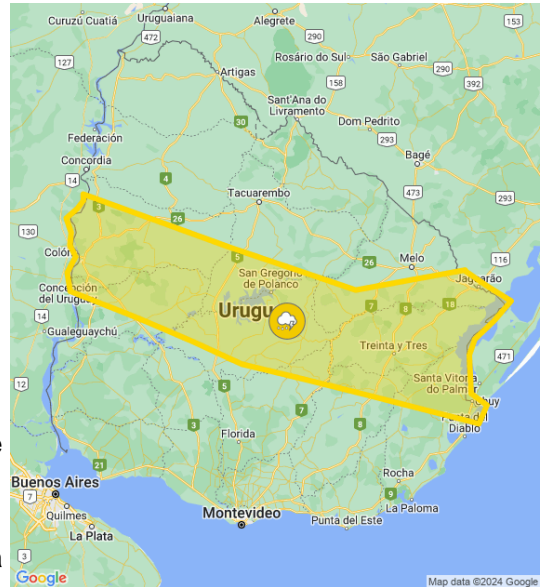 Curuzú Cuatiá
Uruguaiana
Alegrete
153
472
290
Rosário do Sul
São Gabriel
127
Artigas
158
290
392
Sant'Ana do
Livramento
Dom Pedrito
30
293
Federación
Bagé
Concordia
293
14
4
473
Tacuarembo
3
26
130
5
Melo
116
Colón
26
San Gregorio
de Polanco
Jaguarão
Concepción
del Uruguay
7
8
18
Urugu
Gualeguaychú
Treinta y Tres
471
12
5
Santa Vitória
do Palmar
Chuy
7
3
8
Punta del
Diablo
Florida
e
21
Rocha
Buenos Aires
9
7
Quilmes
Montevideo
La Paloma
Punta del Este
La Plata
3
a
Google
Map data ©2024 Google